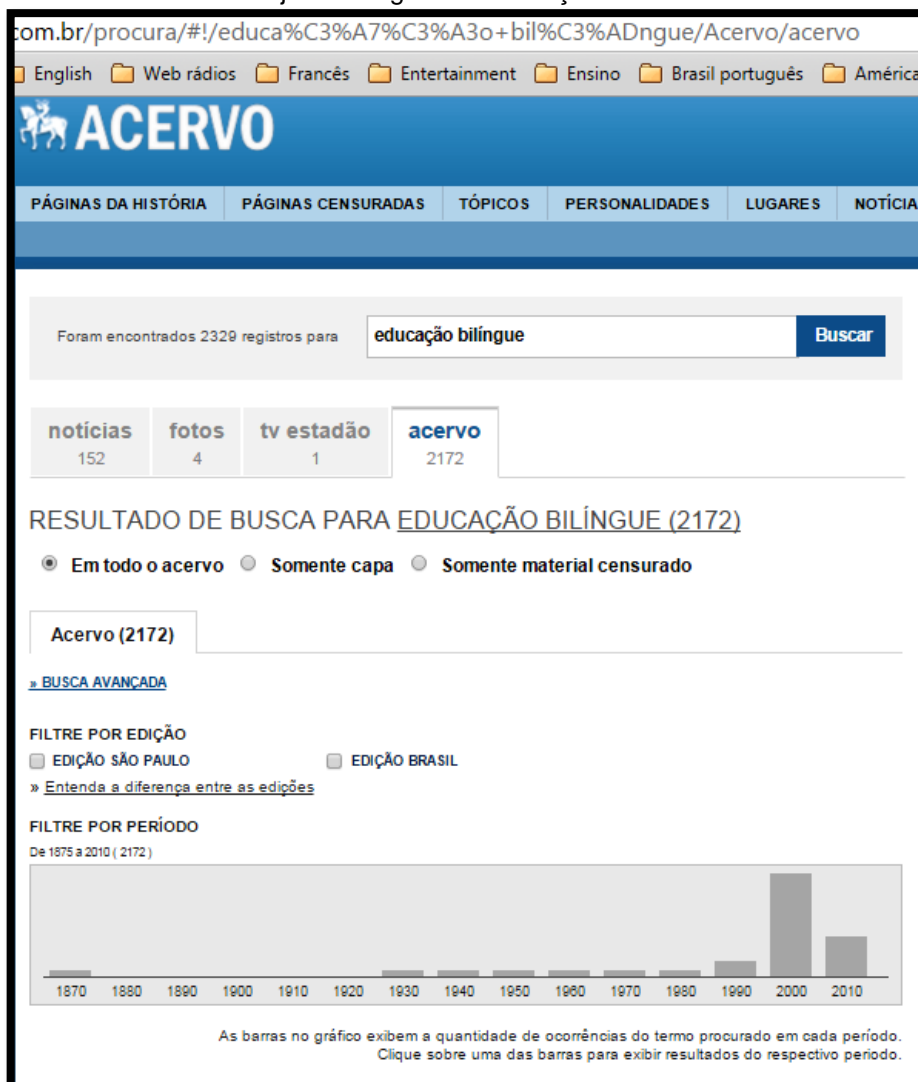 com.br/procura/#!/educa%C3%A7%C3%A3o+bil%C3%ADngue/Acervo/acervo
English Web rádios Francês Entertainment Ensino Brasil português América
ACERVO
PÁGINAS DA HISTÓRIA PÁGINAS CENSURADAS TÓPICOS PERSONALIDADES LUGARES NOTÍCIA
Foram encontrados 2329 registros para educação bilíngue Buscar
notícias fotos tv estadão acervo
152 4 1 2172
RESULTADO DE BUSCA PARA EDUCAÇÃO BILÍNGUE (2172)
Em todo o acervo Somente capa Somente material censurado
Acervo (2172)
» BUSCA AVANÇADA
FILTRE POR EDIÇÃO
EDIÇÃO SÃO PAULO EDIÇÃO BRASIL
» Entenda a diferença entre as edições
FILTRE POR PERÍODO
De 1875 a 2010 ( 2172 )
1870 1880 1890 1900 1910 1920 1930 1940 1950 1960 1970 1980 1990 2000 2010
As barras no gráfico exibem a quantidade de ocorrências do termo procurado em cada período.
Clique sobre uma das barras para exibir resultados do respectivo periodo.